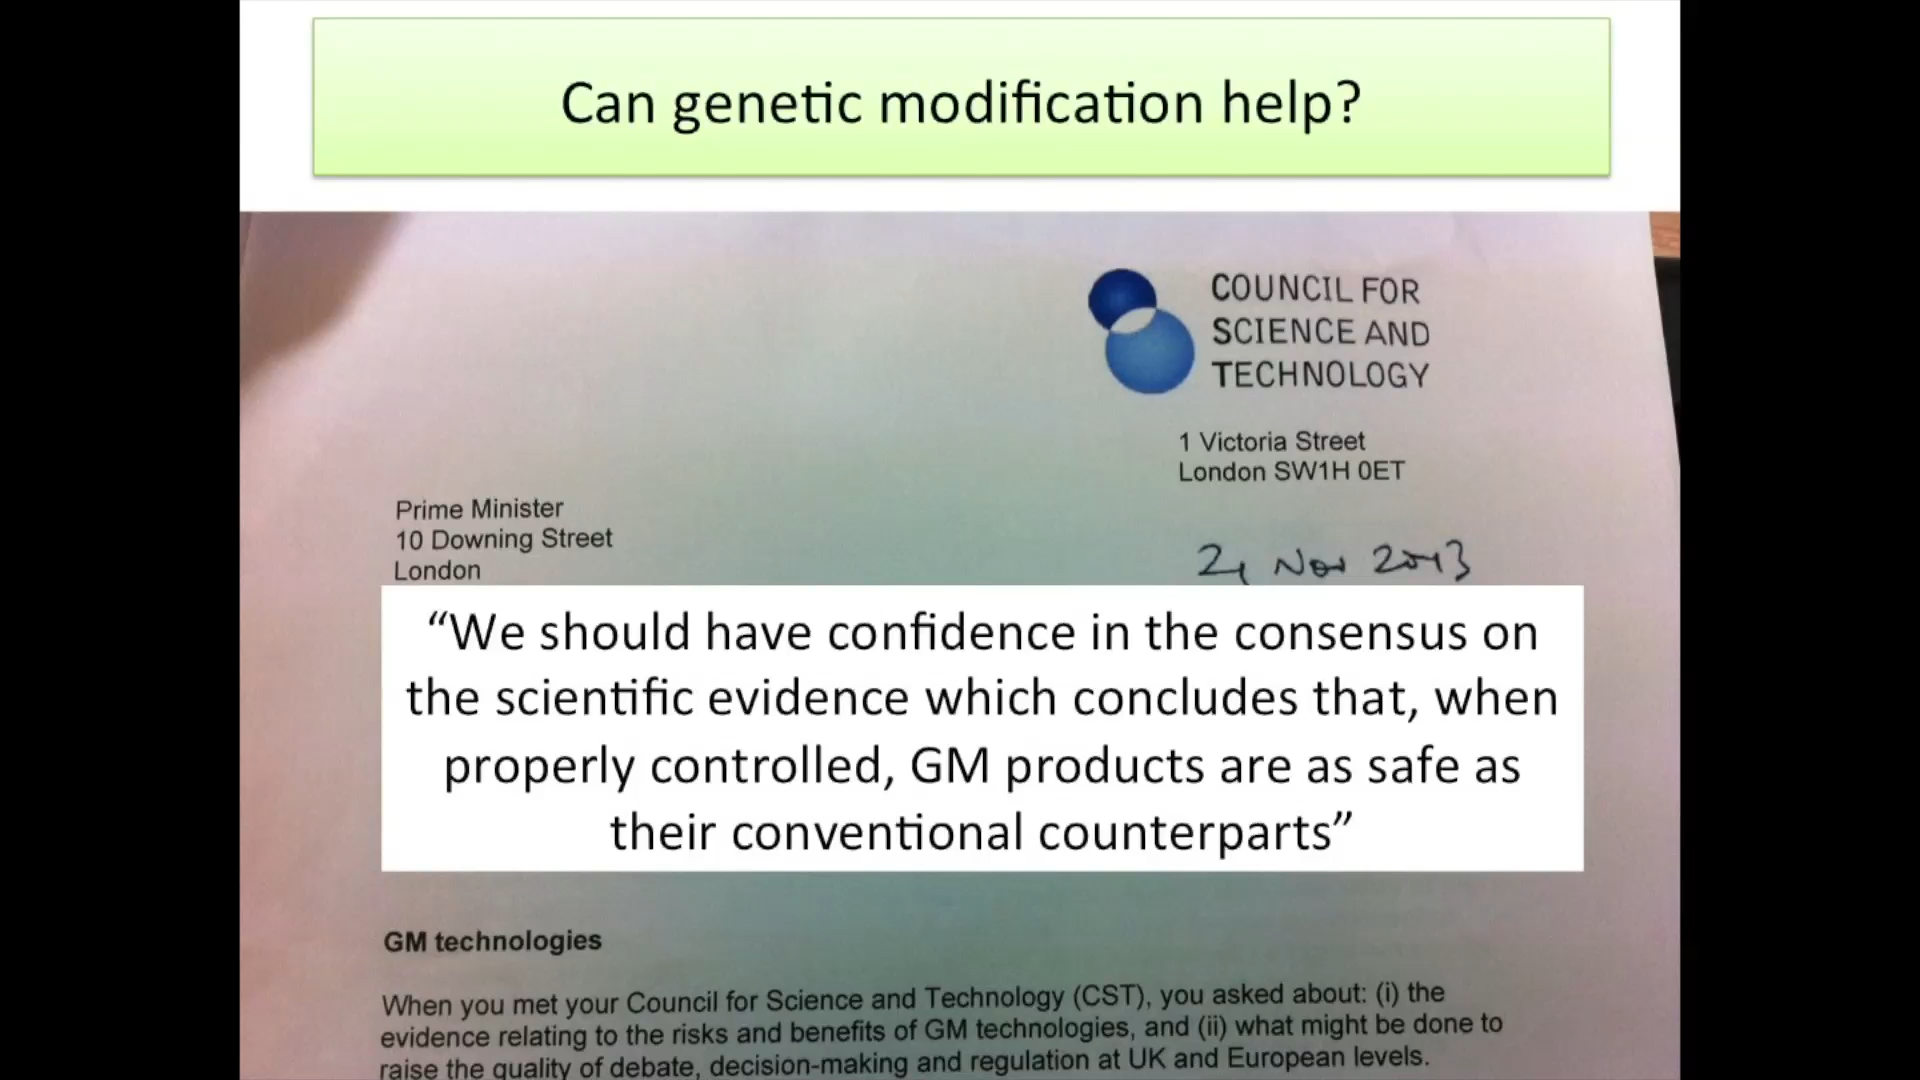 Can genetic modification help?
COUNCIL FOR
SCIENCE AND
TECHNOLOGY
1 Victoria Street
London SW1H 0ET
Prime Minister
10 Downing Street
London
21 Nov 2013
“We should have confidence in the consensus on
the scientific evidence which concludes that, when
properly controlled, GM products are as safe as
their conventional counterparts”
GM technologies
When you met your Council for Science and Technology (CST), you asked about: (i) the
evidence relating to the risks and benefits of GM technologies, and (ii) what might be done to
raise the quality of debate, decision-making and regulation at UK and European levels.